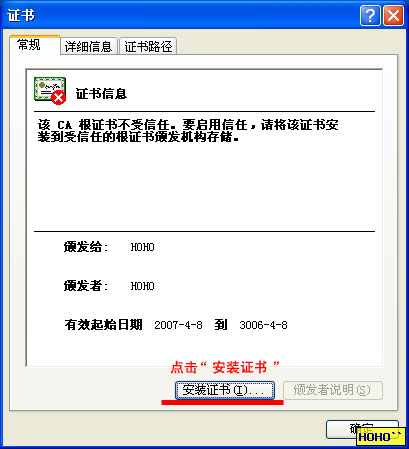 证书
常规 详细信息 证书路径
证书信息
该 CA 根证书不受信任。要启用信任，请将该证书安
装到受信任的根证书颁发机构存储。
颁发给: HOHO
颁发者: HOHO
有效起始日期 2007-4-8 到 3006-4-8
点击“安装证书”
安装证书(I)... 颁发者说明(S)
确定
HOHO``